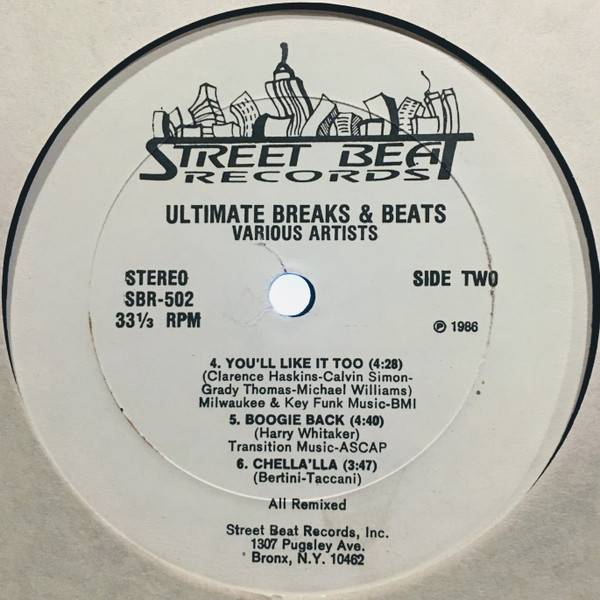 STREET BEAT
RECORDS
ULTIMATE BREAKS & BEATS
VARIOUS ARTISTS
STEREO
SBR-502
33⅓ RPM
SIDE TWO
℗ 1986
4. YOU'LL LIKE IT TOO (4:28)
(Clarence Haskins-Calvin Simon-
Grady Thomas-Michael Williams)
Milwaukee & Key Funk Music-BMI
5. BOOGIE BACK (4:40)
(Harry Whitaker)
Transition Music-ASCAP
6. CHELLA'LLA (3:47)
(Bertini-Taccani)
All Remixed
Street Beat Records, Inc.
1307 Pugsley Ave.
Bronx, N.Y. 10462